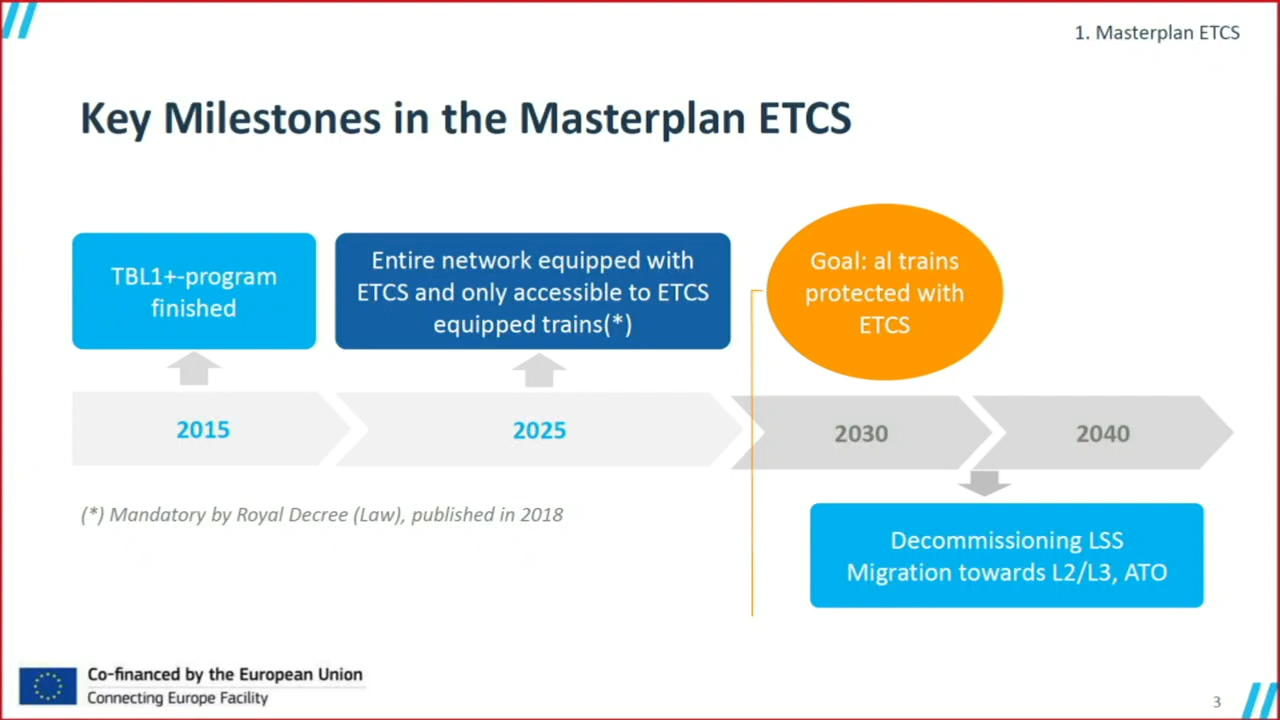 1. Masterplan ETCS
Key Milestones in the Masterplan ETCS
TBL1+-program
finished
Entire network equipped with
ETCS and only accessible to ETCS
equipped trains(*)
Goal: al trains
protected with
ETCS
2015
2025
2030
2040
(*) Mandatory by Royal Decree (Law), published in 2018
Decommissioning LSS
Migration towards L2/L3, ATO
Co-financed by the European Union
Connecting Europe Facility
3